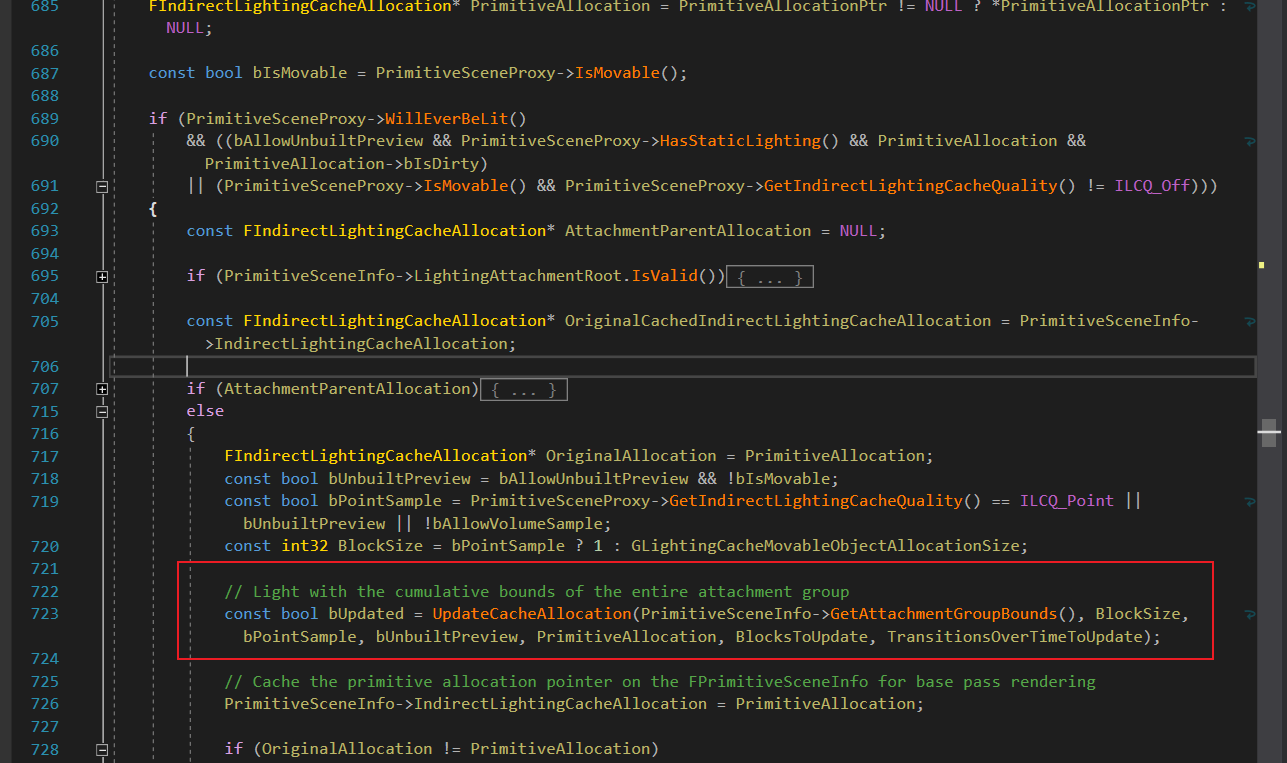 685 FIndirectLightingCacheAllocation* PrimitiveAllocation = PrimitiveAllocationPtr != NULL ? *PrimitiveAllocationPtr :
NULL;
686
687 const bool bIsMovable = PrimitiveSceneProxy->IsMovable();
688
689 if (PrimitiveSceneProxy->WillEverBeLit()
690 && ((bAllowUnbuiltPreview && PrimitiveSceneProxy->HasStaticLighting() && PrimitiveAllocation &&
PrimitiveAllocation->bIsDirty)
691 || (PrimitiveSceneProxy->IsMovable() && PrimitiveSceneProxy->GetIndirectLightingCacheQuality() != ILCQ_Off)))
692 {
693 const FIndirectLightingCacheAllocation* AttachmentParentAllocation = NULL;
694
695 if (PrimitiveSceneInfo->LightingAttachmentRoot.IsValid()){ ... }
704
705 const FIndirectLightingCacheAllocation* OriginalCachedIndirectLightingCacheAllocation = PrimitiveSceneInfo-
>IndirectLightingCacheAllocation;
706
707 if (AttachmentParentAllocation){ ... }
715 else
716 {
717 FIndirectLightingCacheAllocation* OriginalAllocation = PrimitiveAllocation;
718 const bool bUnbuiltPreview = bAllowUnbuiltPreview && !bIsMovable;
719 const bool bPointSample = PrimitiveSceneProxy->GetIndirectLightingCacheQuality() == ILCQ_Point ||
bUnbuiltPreview || !bAllowVolumeSample;
720 const int32 BlockSize = bPointSample ? 1 : GLightingCacheMovableObjectAllocationSize;
721
722 // Light with the cumulative bounds of the entire attachment group
723 const bool bUpdated = UpdateCacheAllocation(PrimitiveSceneInfo->GetAttachmentGroupBounds(), BlockSize,
bPointSample, bUnbuiltPreview, PrimitiveAllocation, BlocksToUpdate, TransitionsOverTimeToUpdate);
724
725 // Cache the primitive allocation pointer on the FPrimitiveSceneInfo for base pass rendering
726 PrimitiveSceneInfo->IndirectLightingCacheAllocation = PrimitiveAllocation;
727
728 if (OriginalAllocation != PrimitiveAllocation)